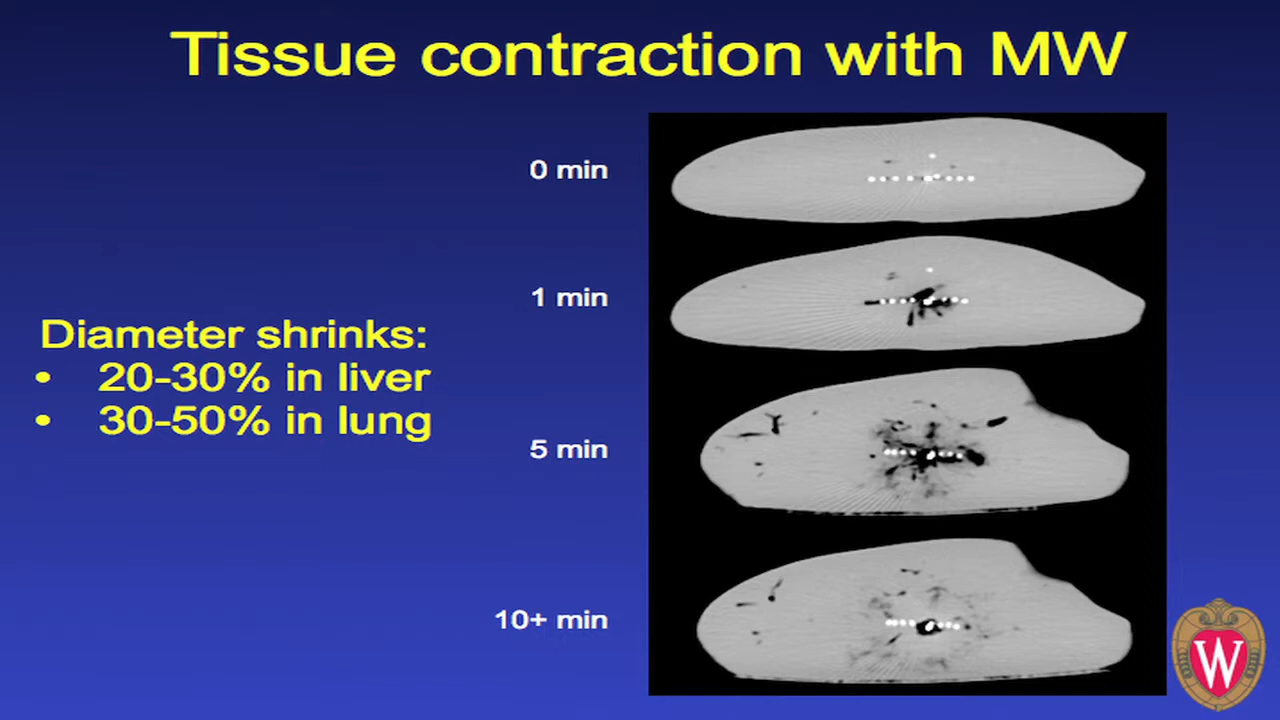 Tissue contraction with MW
0 min
1 min
Diameter shrinks:
• 20-30% in liver
• 30-50% in lung
5 min
10+ min
W